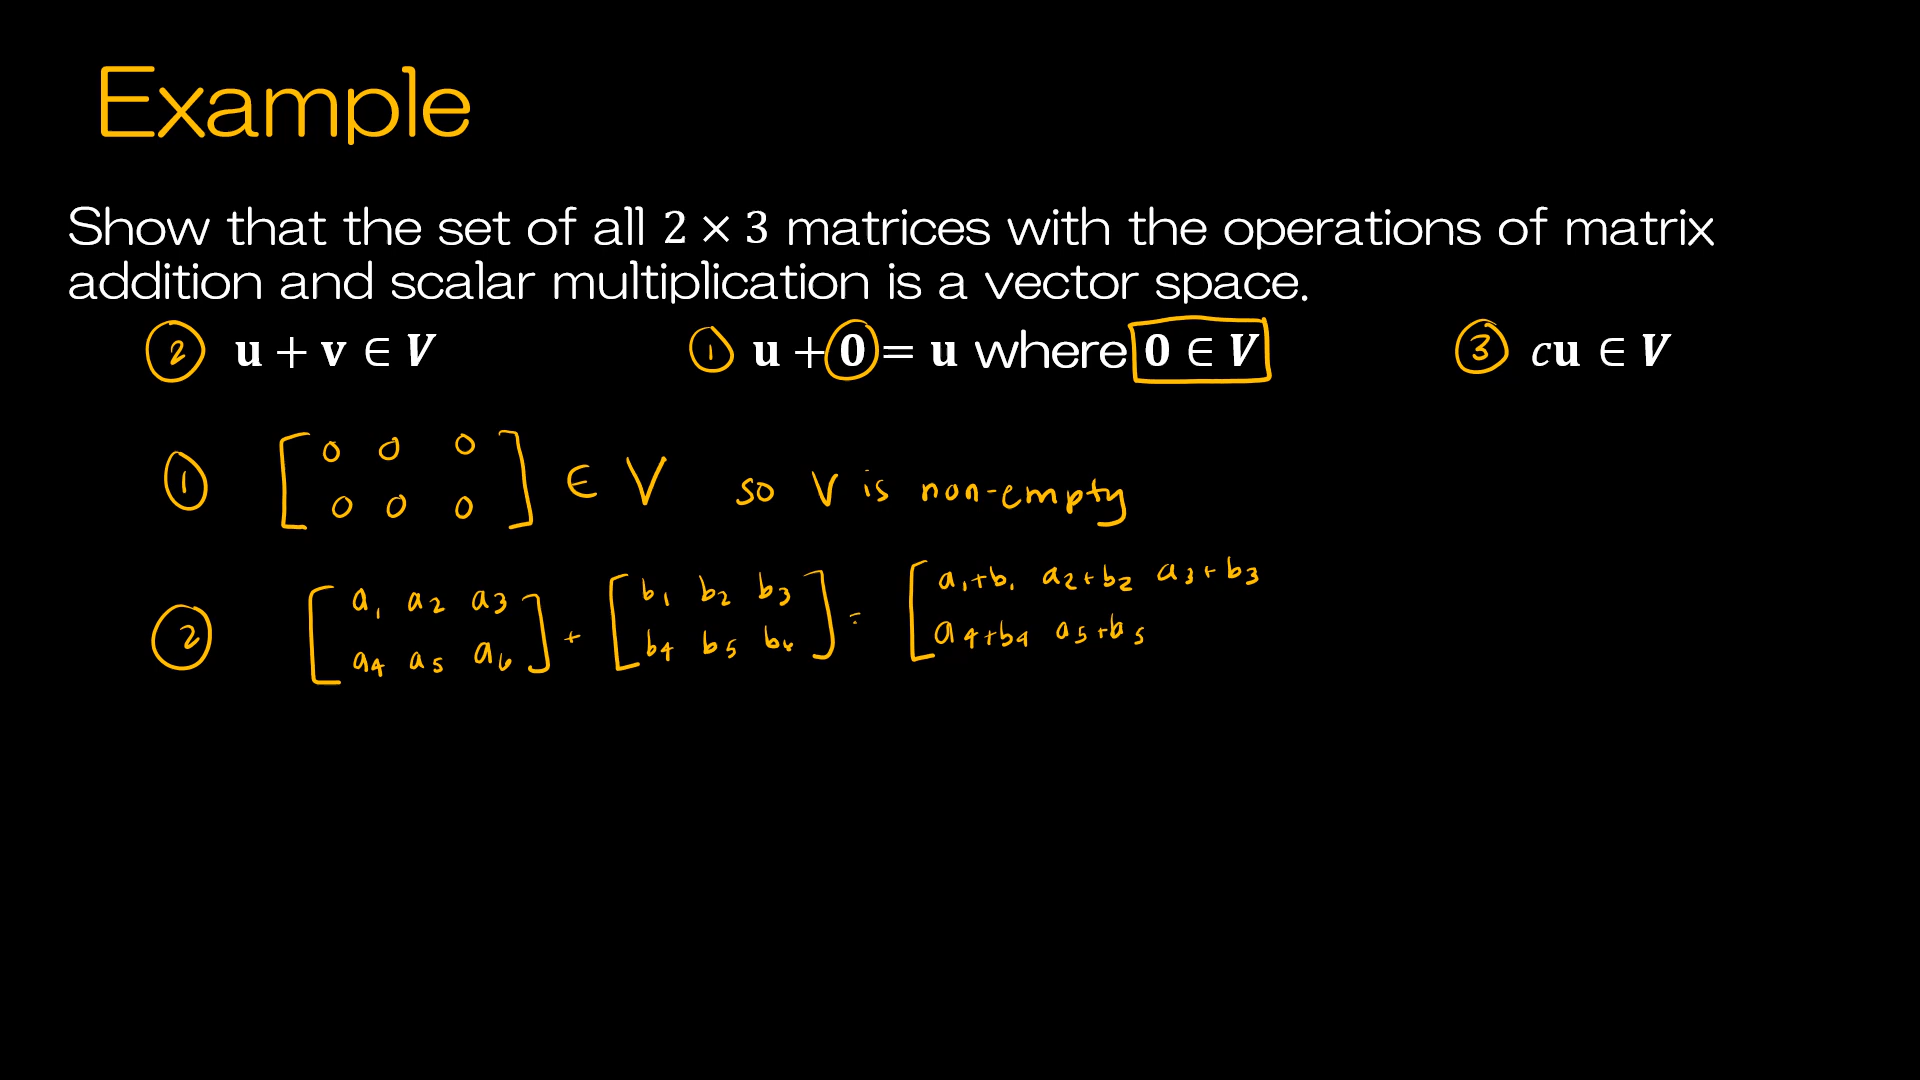 Example
Show that the set of all 2 × 3 matrices with the operations of matrix
addition and scalar multiplication is a vector space.
② u + v ∈ V ① u + 0 = u where 0 ∈ V ③ cu ∈ V
① [ 0 0 0 ; 0 0 0 ] ∈ V so V is non-empty
② [ a₁ a₂ a₃ ; a₄ a₅ a₆ ] + [ b₁ b₂ b₃ ; b₄ b₅ b₆ ] = [ a₁+b₁ a₂+b₂ a₃+b₃ ; a₄+b₄ a₅+b₅